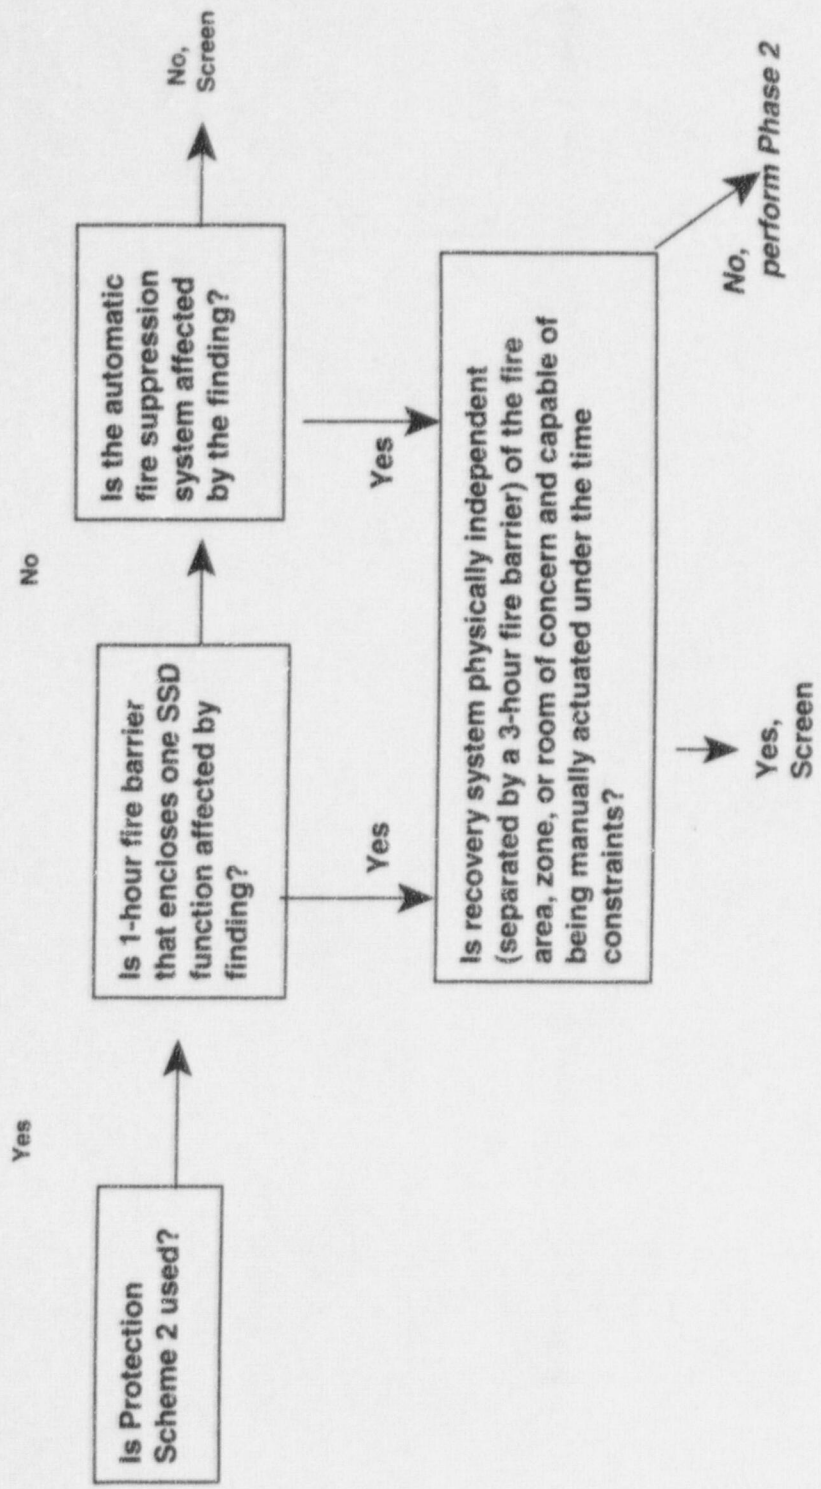 Yes
No
Is Protection
Scheme 2 used?
Is 1-hour fire barrier
that encloses one SSD
function affected by
finding?
Is the automatic
fire suppression
system affected
by the finding?
No,
Screen
Yes
Yes
Is recovery system physically independent
(separated by a 3-hour fire barrier) of the fire
area, zone, or room of concern and capable of
being manually actuated under the time
constraints?
Yes,
Screen
No,
perform Phase 2